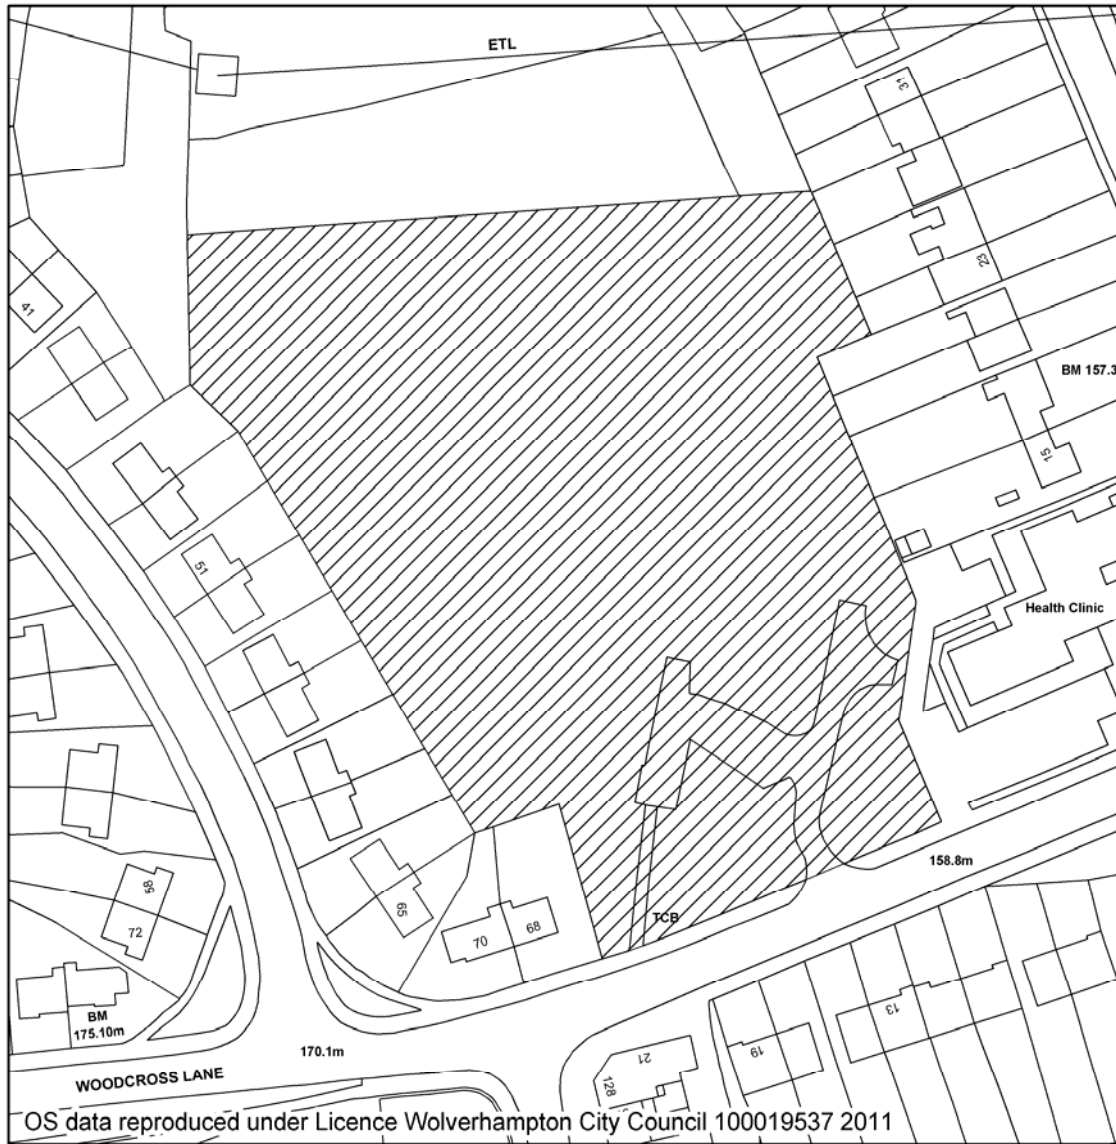 ETL
31
23
41
BM 157.3
15
51
Health Clinic
158.8m
TCB
65
70
68
58
72
13
BM
175.10m
170.1m
19
21
128
WOODCROSS LANE
OS data reproduced under Licence Wolverhampton City Council 100019537 2011